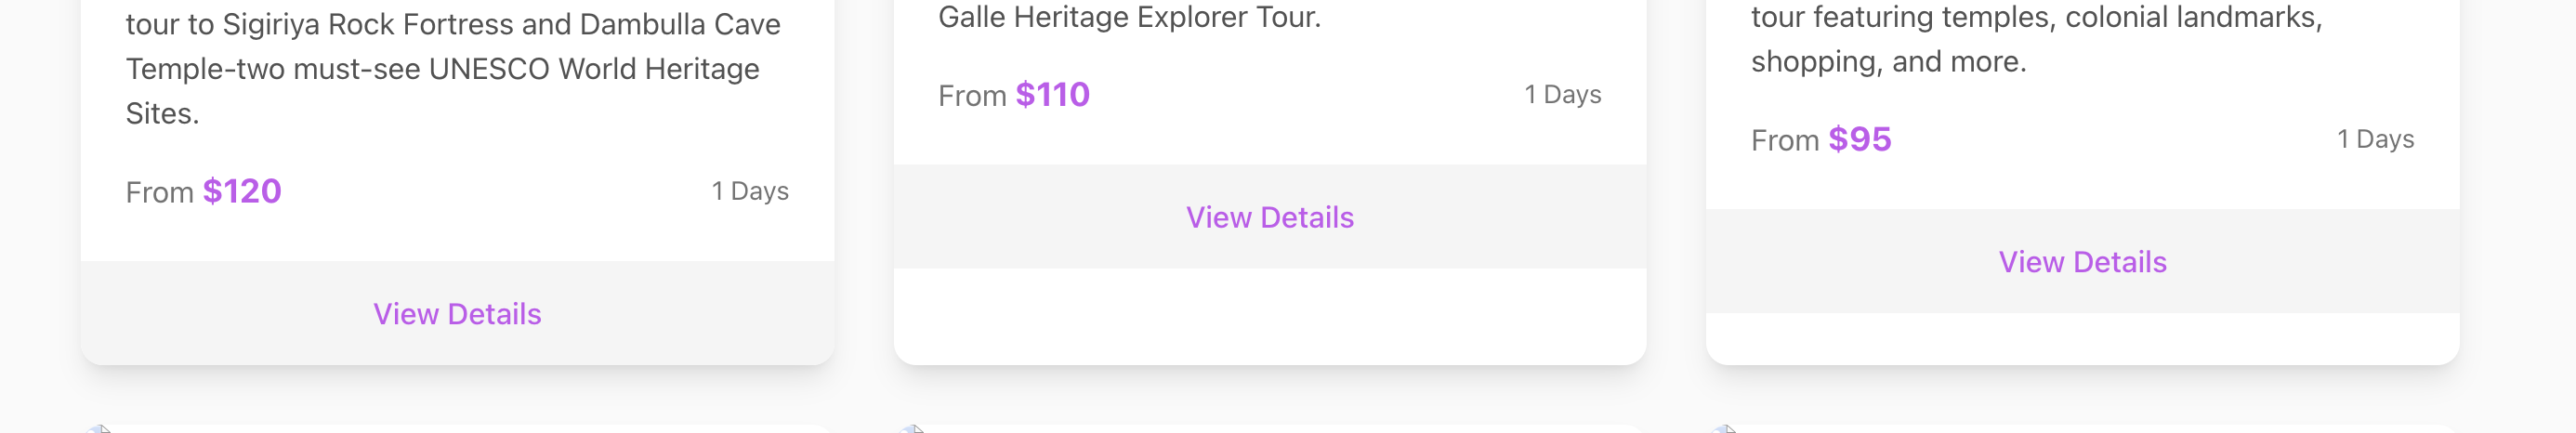 tour to Sigiriya Rock Fortress and Dambulla Cave
Temple-two must-see UNESCO World Heritage
Sites.
From $120
1 Days
View Details
Galle Heritage Explorer Tour.
From $110
1 Days
View Details
tour featuring temples, colonial landmarks,
shopping, and more.
From $95
1 Days
View Details